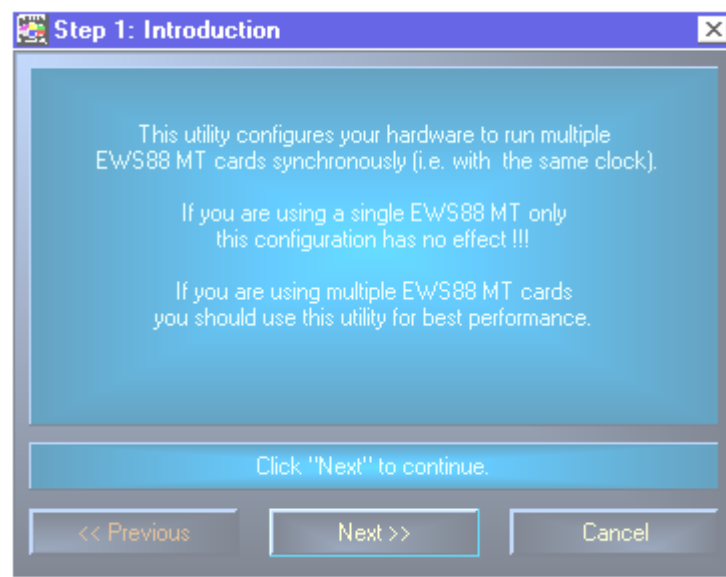 Step 1: Introduction
This utility configures your hardware to run multiple
EWS88 MT cards synchronously (i.e. with the same clock).
If you are using a single EWS88 MT only
this configuration has no effect !!!
If you are using multiple EWS88 MT cards
you should use this utility for best performance.
Click "Next" to continue.
<< Previous
Next >>
Cancel